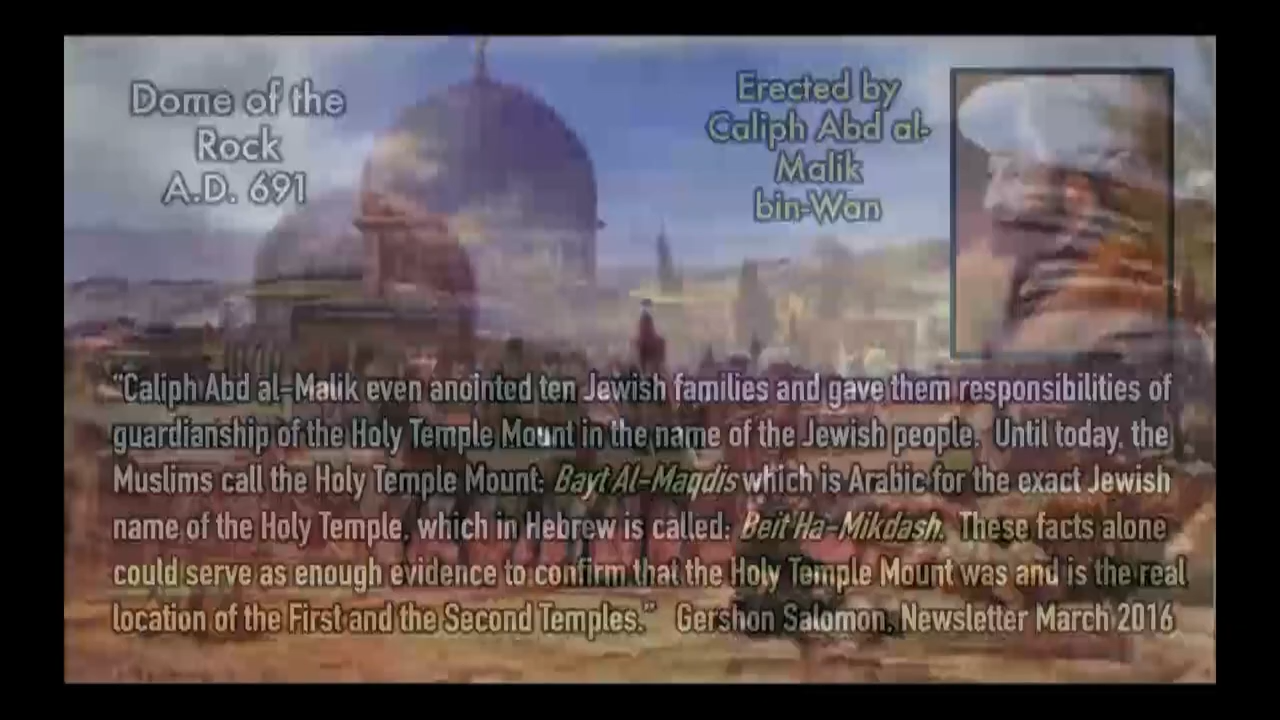 Dome of the
Rock
A.D. 691
Erected by
Caliph Abd al-
Malik
bin-Wan
“Caliph Abd al-Malik even anointed ten Jewish families and gave them responsibilities of
guardianship of the Holy Temple Mount in the name of the Jewish people.  Until today, the
Muslims call the Holy Temple Mount: Bayt Al-Maqdis which is Arabic for the exact Jewish
name of the Holy Temple, which in Hebrew is called: Beit Ha-Mikdash.  These facts alone
could serve as enough evidence to confirm that the Holy Temple Mount was and is the real
location of the First and the Second Temples.”  Gershon Salomon, Newsletter March 2016